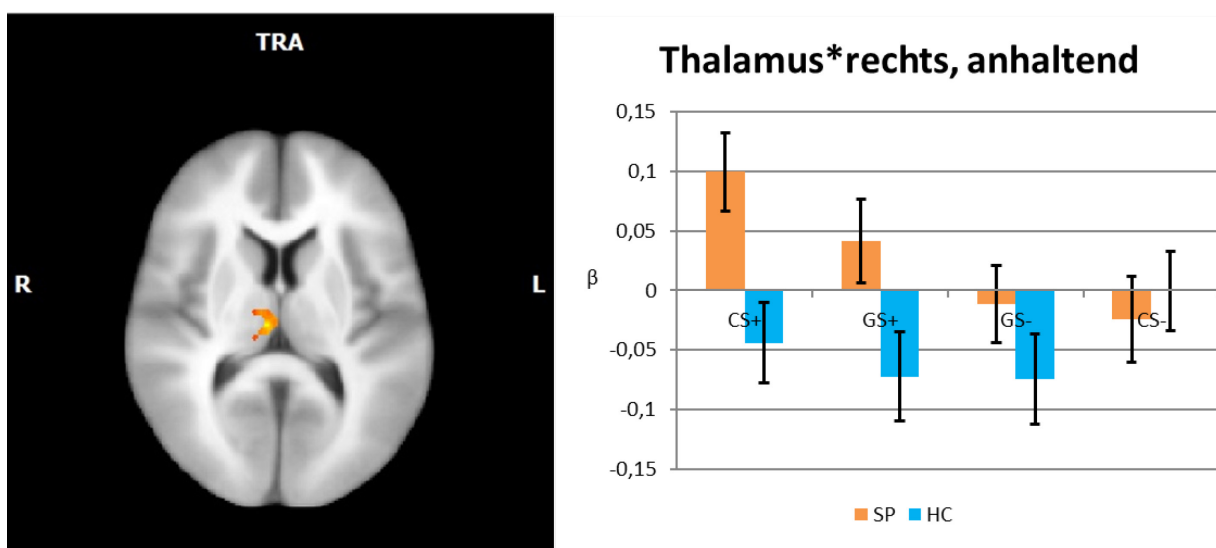 TRA
R
L
Thalamus*rechts, anhaltend
0,15
0,1
0,05
0
-0,05
-0,1
-0,15
β
CS+
GS+
GS-
CS-
SP
HC